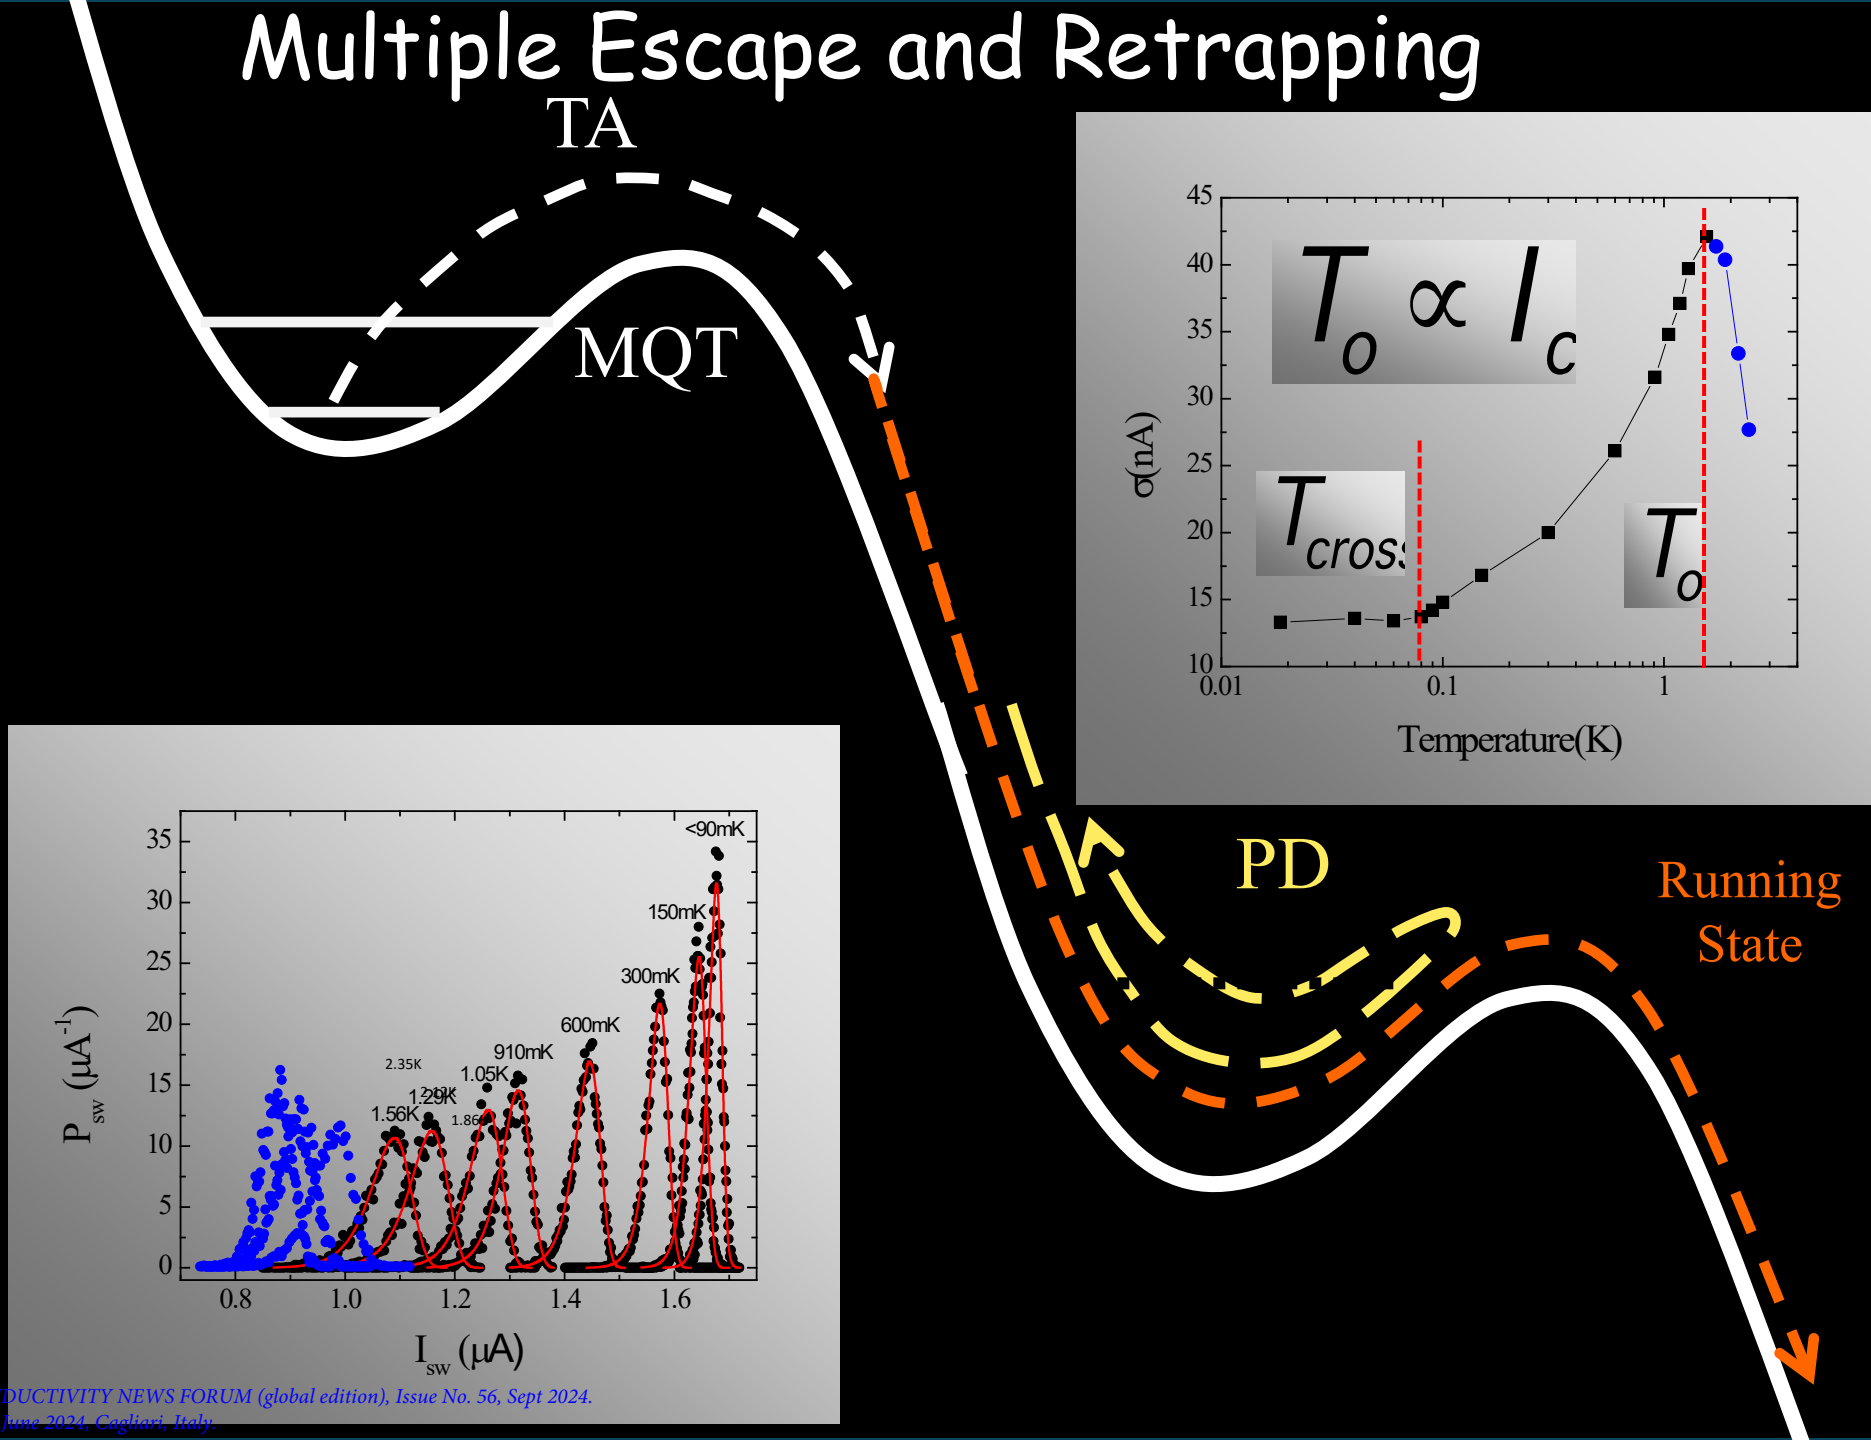 Multiple Escape and Retrapping
TA
MQT
45
40
35
30
25
20
15
10
0.01
0.1
1
σ(nA)
Temperature(K)
To ∝ Ic
Tcross
To
PD
Running
State
35
30
25
20
15
10
5
0
0.8
1.0
1.2
1.4
1.6
Psw (μA-1)
Isw (μA)
<90mK
150mK
300mK
600mK
910mK
1.05K
1.29K
1.56K
2.35K
2.12K
DUCTIVITY NEWS FORUM (global edition), Issue No. 56, Sept 2024.
June 2024, Cagliari, Italy.